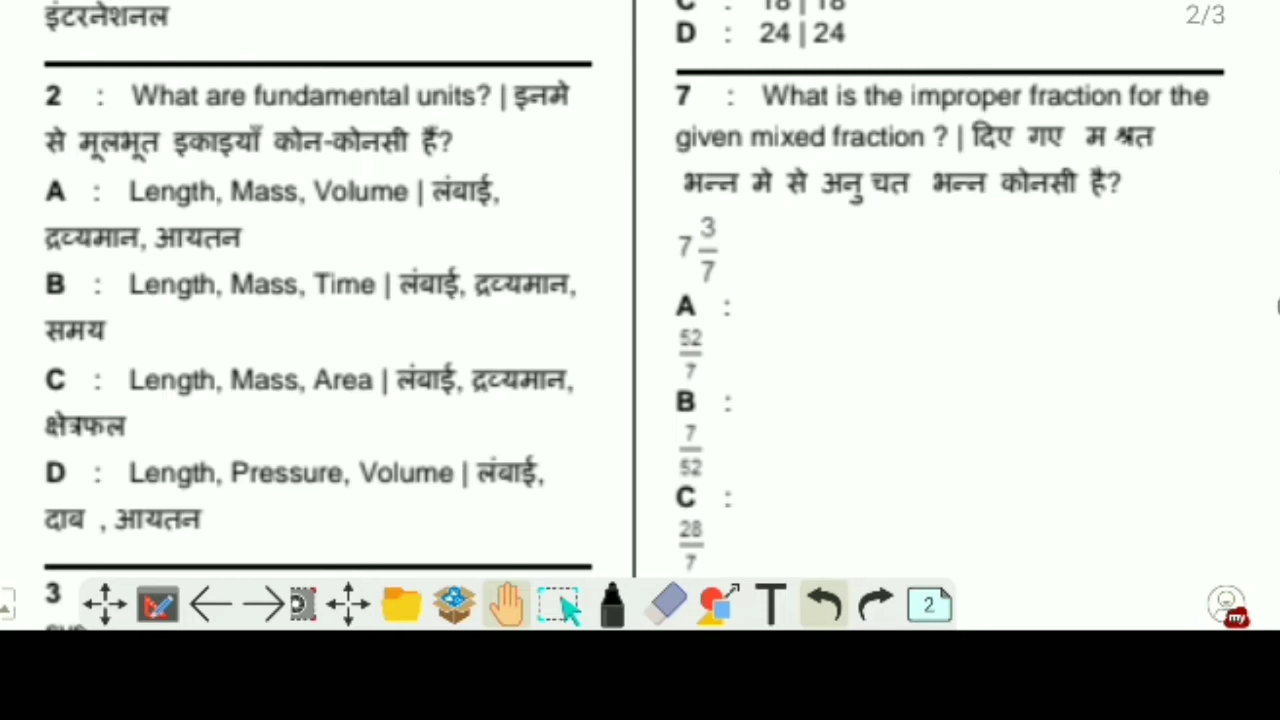 इंटरनेशनल
2 : What are fundamental units? | इनमे
से मूलभूत इकाइयाँ कोन-कोनसी हैं?
A : Length, Mass, Volume | लंबाई,
द्रव्यमान, आयतन
B : Length, Mass, Time | लंबाई, द्रव्यमान,
समय
C : Length, Mass, Area | लंबाई, द्रव्यमान,
क्षेत्रफल
D : Length, Pressure, Volume | लंबाई,
दाब , आयतन
3
C : 18 | 18
D : 24 | 24
2/3
7 : What is the improper fraction for the
given mixed fraction ? | दिए गए म श्रत
भन्न मे से अनु चत भन्न कोनसी है?
7 3/7
A :
52/7
B :
7/52
C :
28/7
2
my